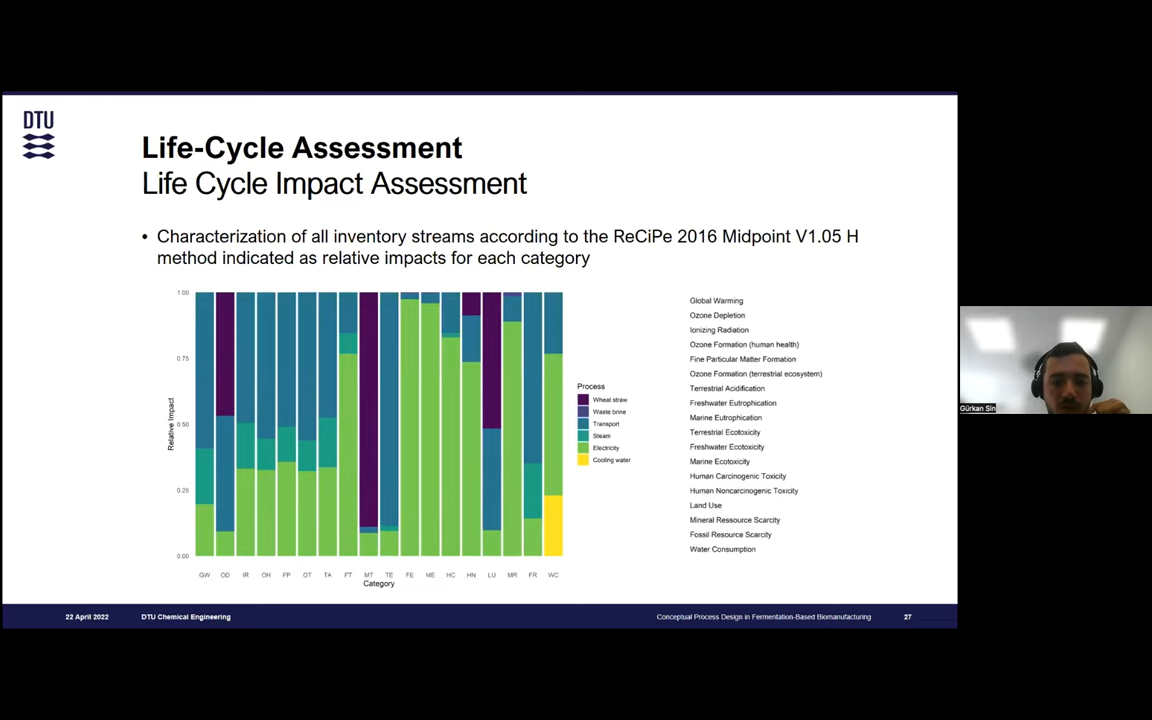 DTU
Life-Cycle Assessment
Life Cycle Impact Assessment
• Characterization of all inventory streams according to the ReCiPe 2016 Midpoint V1.05 H
method indicated as relative impacts for each category
1.00
0.75
0.50
0.25
0.00
Relative Impact
GW OD IR OH FP OT TA FT MT TE FE ME HC HN LU MR FR WC
Category
Process
Wheat straw
Waste brine
Transport
Steam
Electricity
Cooling water
Global Warming
Ozone Depletion
Ionizing Radiation
Ozone Formation (human health)
Fine Particular Matter Formation
Ozone Formation (terrestrial ecosystem)
Terrestrial Acidification
Freshwater Eutrophication
Marine Eutrophication
Terrestrial Ecotoxicity
Freshwater Ecotoxicity
Marine Ecotoxicity
Human Carcinogenic Toxicity
Human Noncarcinogenic Toxicity
Land Use
Mineral Ressource Scarcity
Fossil Resource Scarcity
Water Consumption
Gürkan Sin
22 April 2022
DTU Chemical Engineering
Conceptual Process Design in Fermentation-Based Biomanufacturing
27